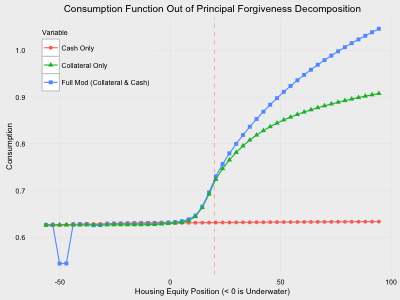 Consumption Function Out of Principal Forgiveness Decomposition
Variable
Cash Only
Collateral Only
Full Mod (Collateral & Cash)
Consumption
1.0
0.9
0.8
0.7
0.6
-50
0
50
100
Housing Equity Position (< 0 is Underwater)